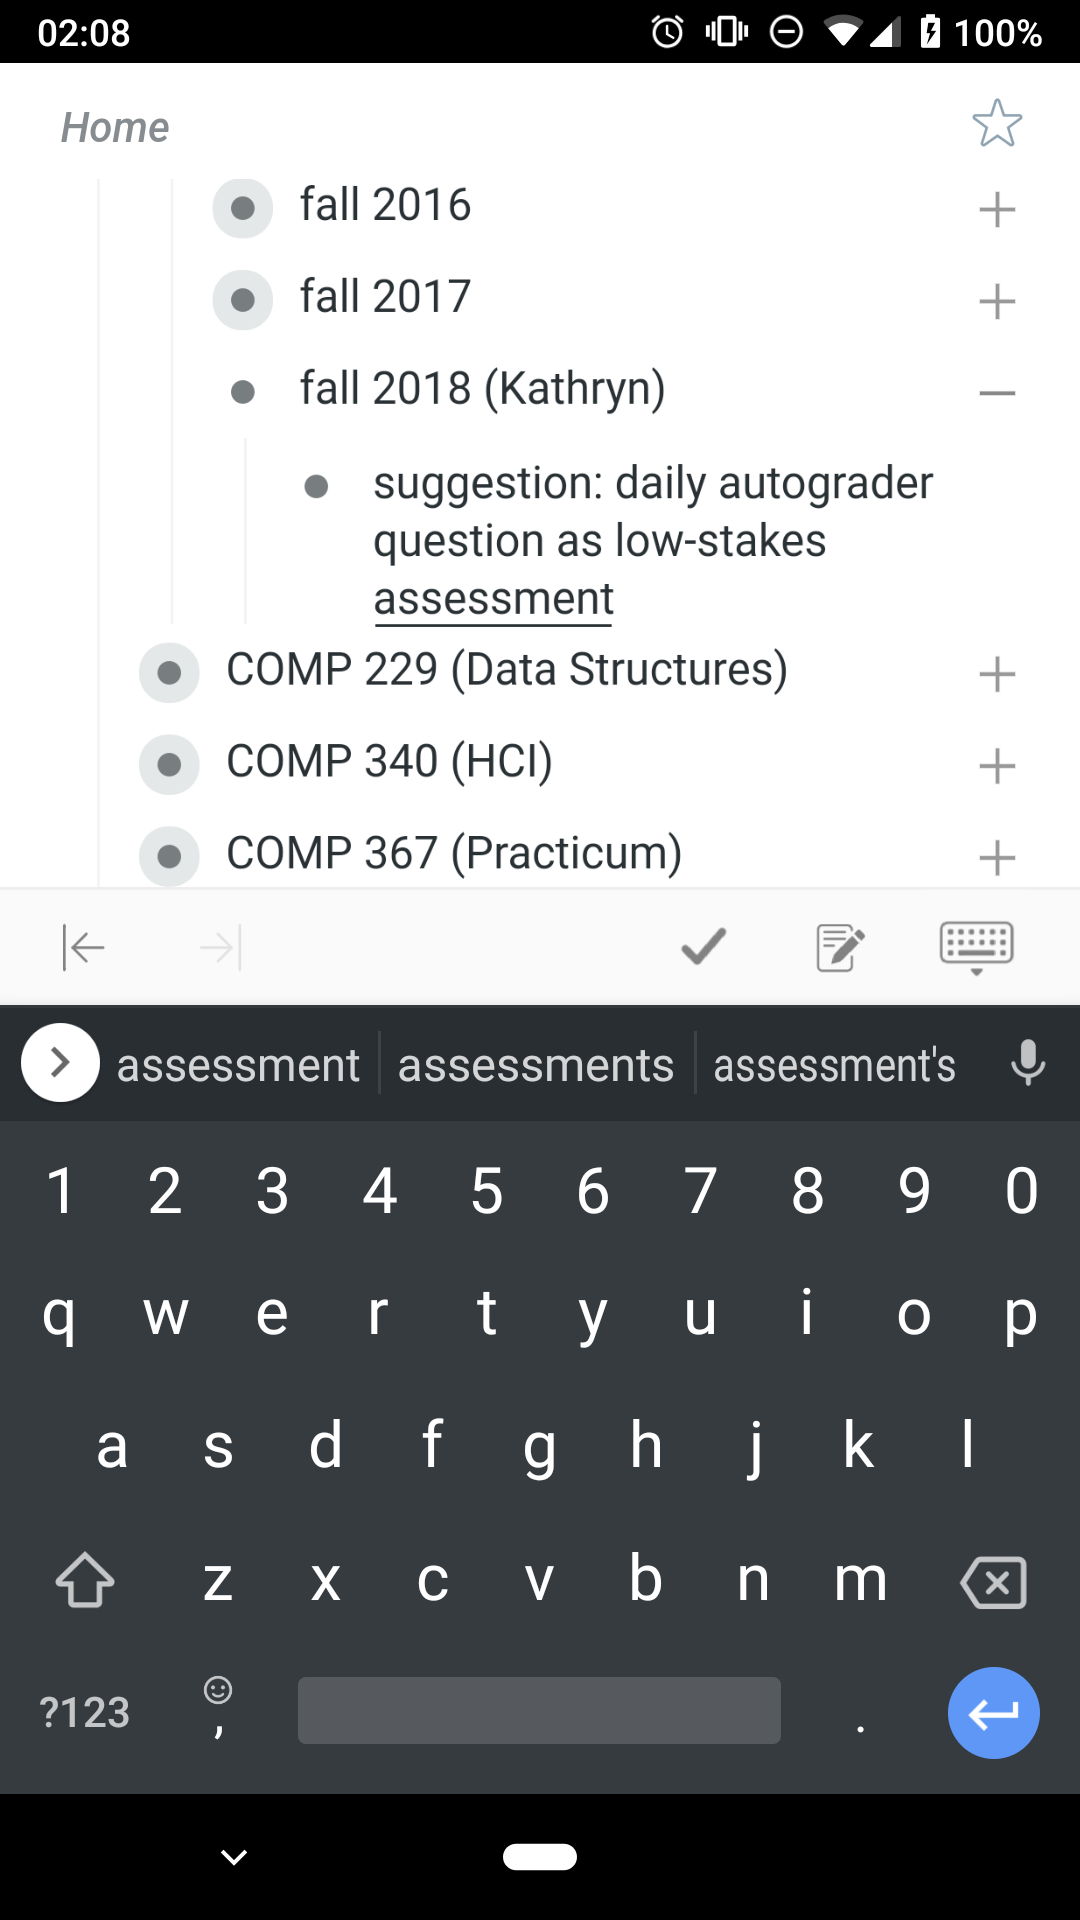 02:08 100%
Home
fall 2016
fall 2017
fall 2018 (Kathryn)
suggestion: daily autograder
question as low-stakes
assessment
COMP 229 (Data Structures)
COMP 340 (HCI)
COMP 367 (Practicum)
assessment assessments assessment's
1 2 3 4 5 6 7 8 9 0
q w e r t y u i o p
a s d f g h j k l
z x c v b n m
?123 , .